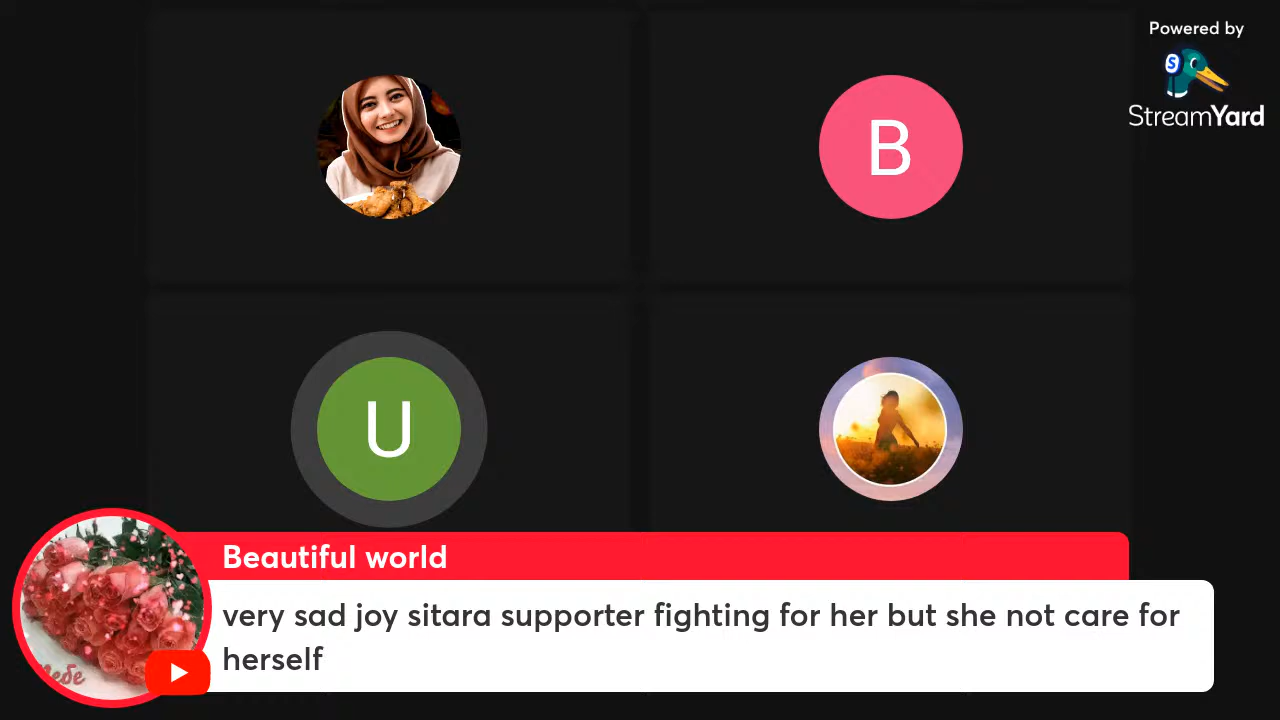 Powered by
S
StreamYard
B
U
Beautiful world
very sad joy sitara supporter fighting for her but she not care for
herself